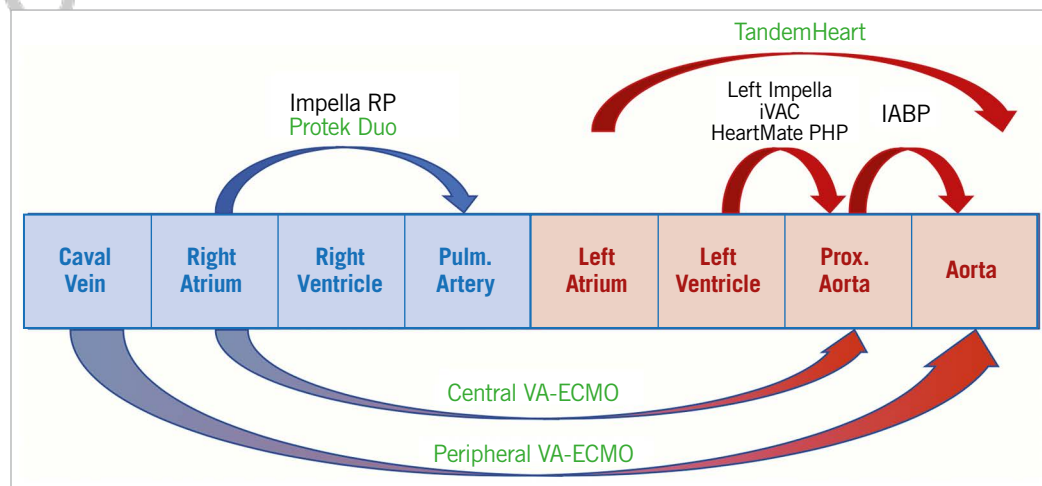 TandemHeart
Impella RP
Protek Duo
Left Impella
iVAC
HeartMate PHP
IABP
Caval
Vein
Right
Atrium
Right
Ventricle
Pulm.
Artery
Left
Atrium
Left
Ventricle
Prox.
Aorta
Aorta
Central VA-ECMO
Peripheral VA-ECMO